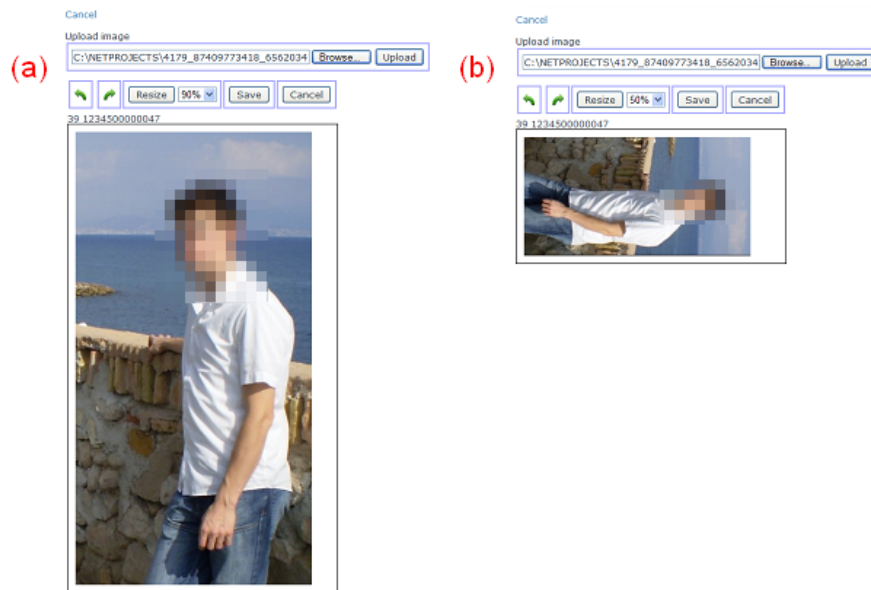 Cancel
Upload image
(a)
C:\NETPROJECTS\4179_87409773418_6562034 Browse... Upload
Resize 90% Save Cancel
39 1234500000047
Cancel
Upload image
(b)
C:\NETPROJECTS\4179_87409773418_6562034 Browse... Upload
Resize 50% Save Cancel
39 1234500000047